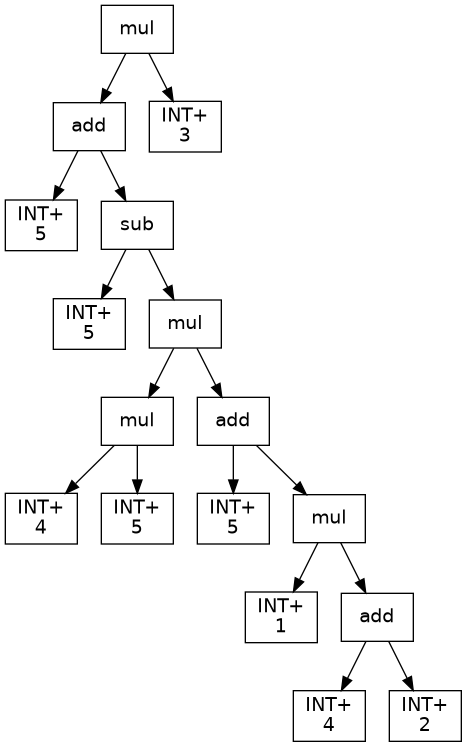 mul
add
INT+
3
INT+
5
sub
INT+
5
mul
mul
add
INT+
4
INT+
5
INT+
5
mul
INT+
1
add
INT+
4
INT+
2